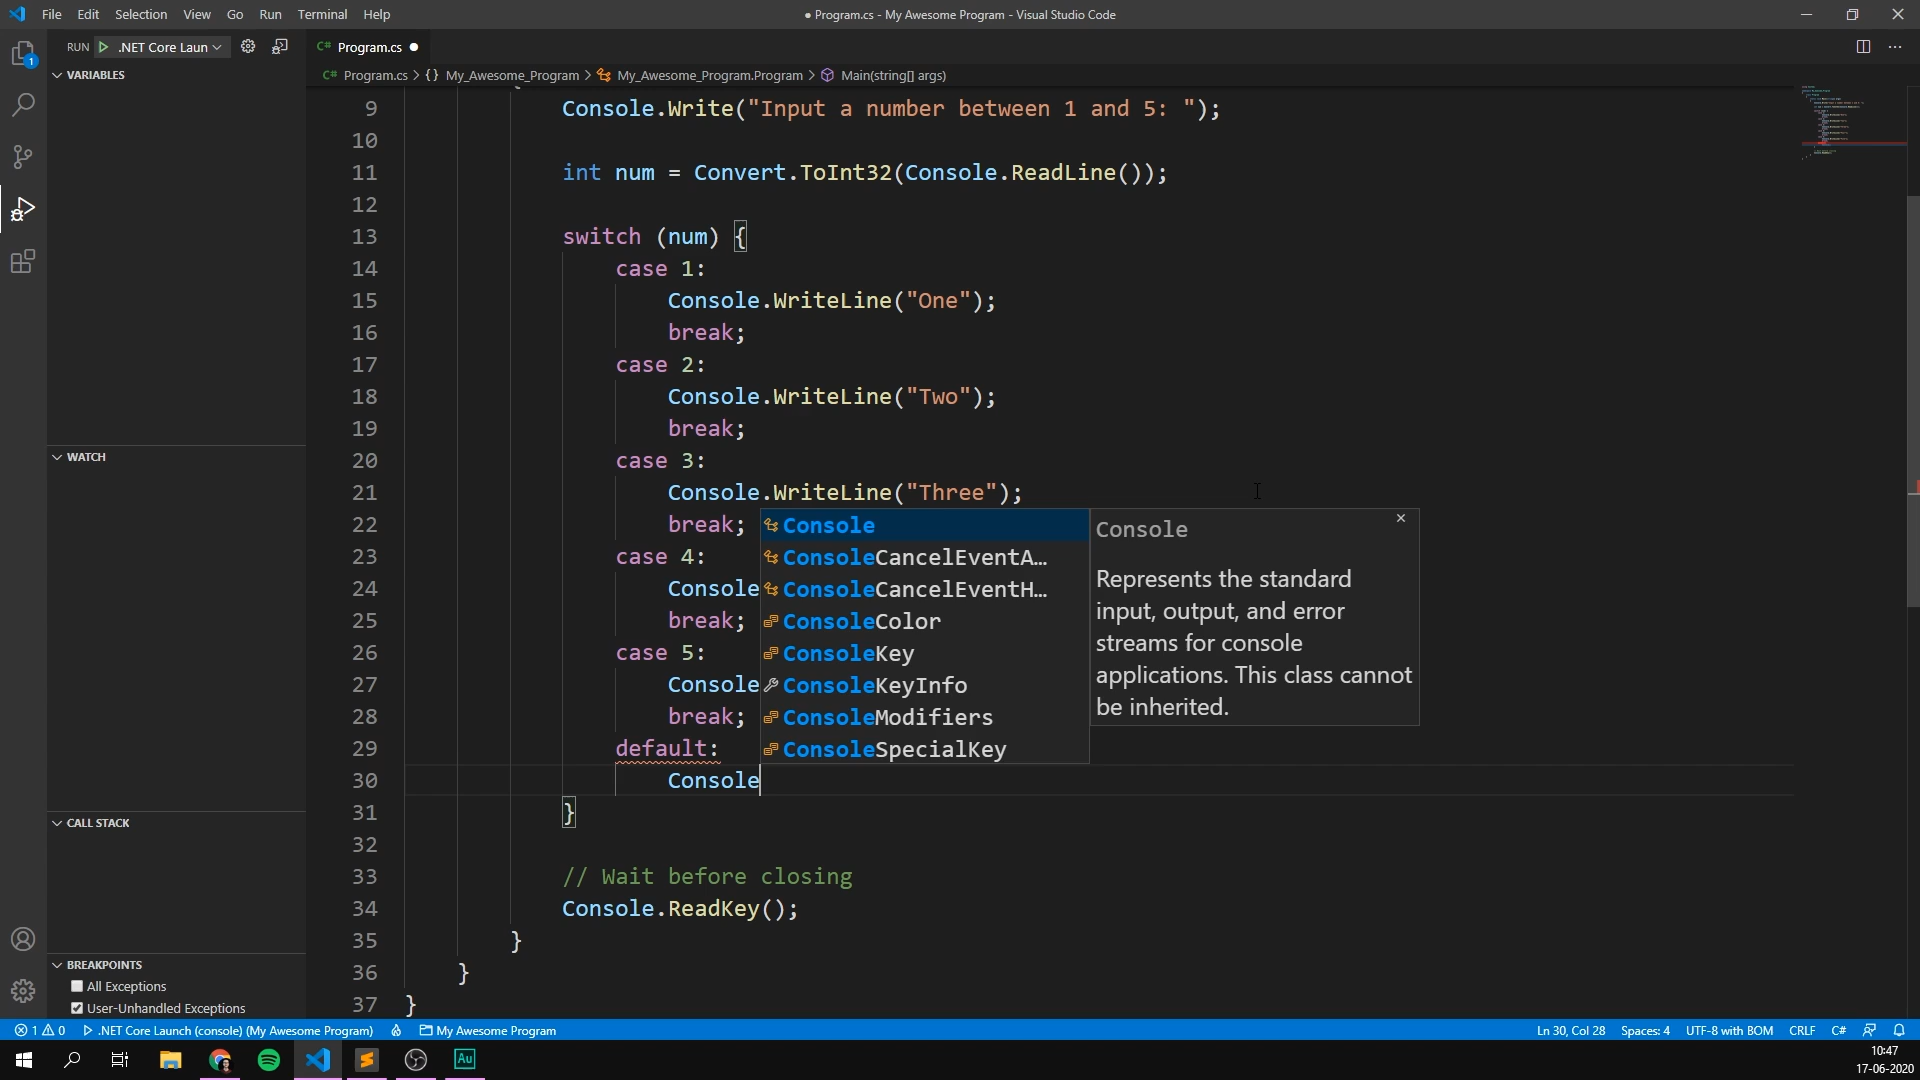 File Edit Selection View Go Run Terminal Help
● Program.cs - My Awesome Program - Visual Studio Code
RUN .NET Core Laun
C# Program.cs ●
Program.cs > {} My_Awesome_Program > My_Awesome_Program.Program > Main(string[] args)
VARIABLES
WATCH
CALL STACK
BREAKPOINTS
All Exceptions
User-Unhandled Exceptions
1
9 Console.Write("Input a number between 1 and 5: ");
10
11 int num = Convert.ToInt32(Console.ReadLine());
12
13 switch (num) {
14 case 1:
15 Console.WriteLine("One");
16 break;
17 case 2:
18 Console.WriteLine("Two");
19 break;
20 case 3:
21 Console.WriteLine("Three");
22 break;
23 case 4:
24 Console
25 break;
26 case 5:
27 Console
28 break;
29 default:
30 Console
31 }
32
33 // Wait before closing
34 Console.ReadKey();
35 }
36 }
37 }
Console
ConsoleCancelEventA…
ConsoleCancelEventH…
ConsoleColor
ConsoleKey
ConsoleKeyInfo
ConsoleModifiers
ConsoleSpecialKey
Console
Represents the standard
input, output, and error
streams for console
applications. This class cannot
be inherited.
1 0 .NET Core Launch (console) (My Awesome Program) My Awesome Program
Ln 30, Col 28 Spaces: 4 UTF-8 with BOM CRLF C#
Au
10:47
17-06-2020